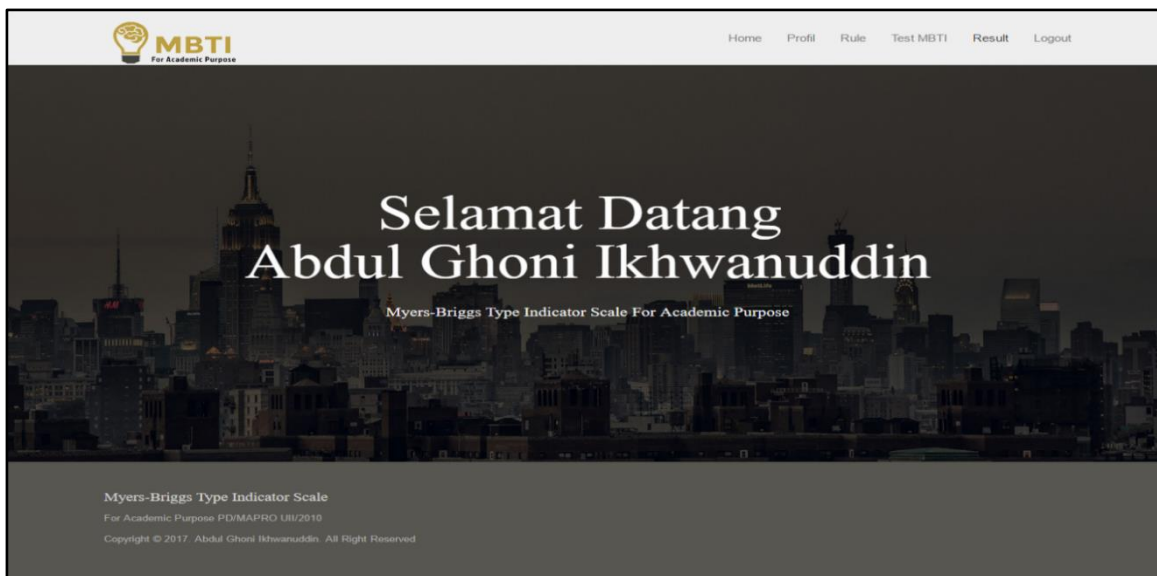 MBTI
For Academic Purpose
Home Profil Rule Test MBTI Result Logout
Selamat Datang
Abdul Ghoni Ikhwanuddin
MetLife
H&M
Myers-Briggs Type Indicator Scale For Academic Purpose
Myers-Briggs Type Indicator Scale
For Academic Purpose PD/MAPRO UII/2010
Copyright © 2017. Abdul Ghoni Ikhwanuddin. All Right Reserved